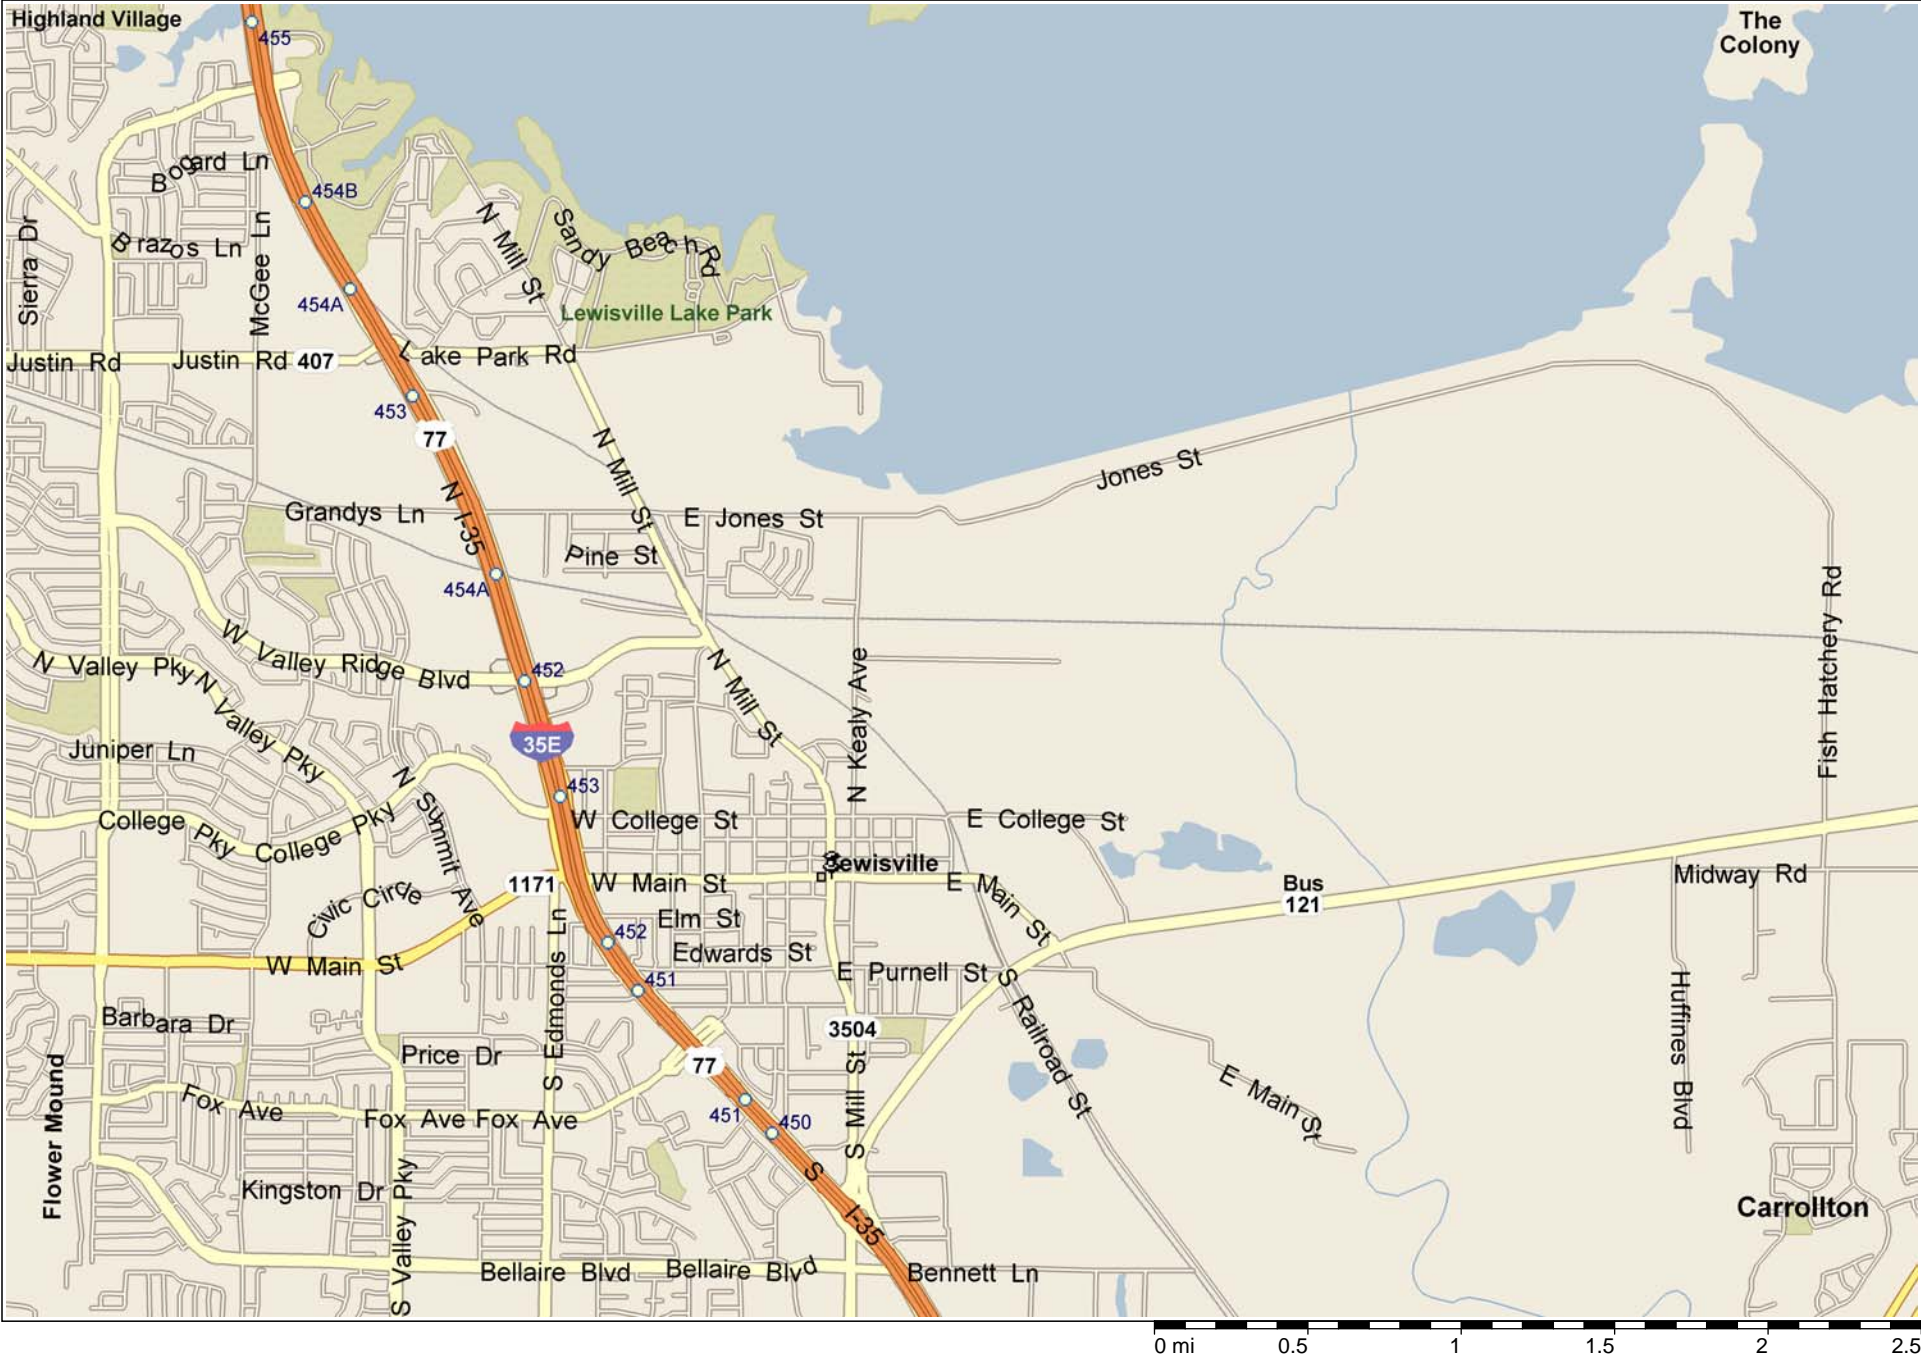 Highland Village
455
The
Colony
Bogard Ln
454B
Sierra Dr
Brazos Ln
McGee Ln
N Mill St
Sandy Beach Rd
454A
Lewisville Lake Park
Justin Rd
Justin Rd
407
Lake Park Rd
453
77
N Mill St
Jones St
N I-35
Grandys Ln
E Jones St
Pine St
454A
Fish Hatchery Rd
W Valley Ridge Blvd
452
N Valley Pky
N Valley Pky
N Mill St
N Kealy Ave
35E
Juniper Ln
453
N Summit Ave
College Pky
College Pky
W College St
E College St
Lewisville
1171
W Main St
E Main St
Bus
121
Midway Rd
Civic Circle
Elm St
452
Edwards St
W Main St
S Edmonds Ln
451
E Purnell St
S Railroad St
Huffines Blvd
Barbara Dr
3504
Price Dr
77
Flower Mound
S Mill St
E Main St
Fox Ave
Fox Ave
Fox Ave
451
450
Kingston Dr
S Valley Pky
S I-35
Carrollton
Bellaire Blvd
Bellaire Blvd
Bennett Ln
0 mi
0.5
1
1.5
2
2.5